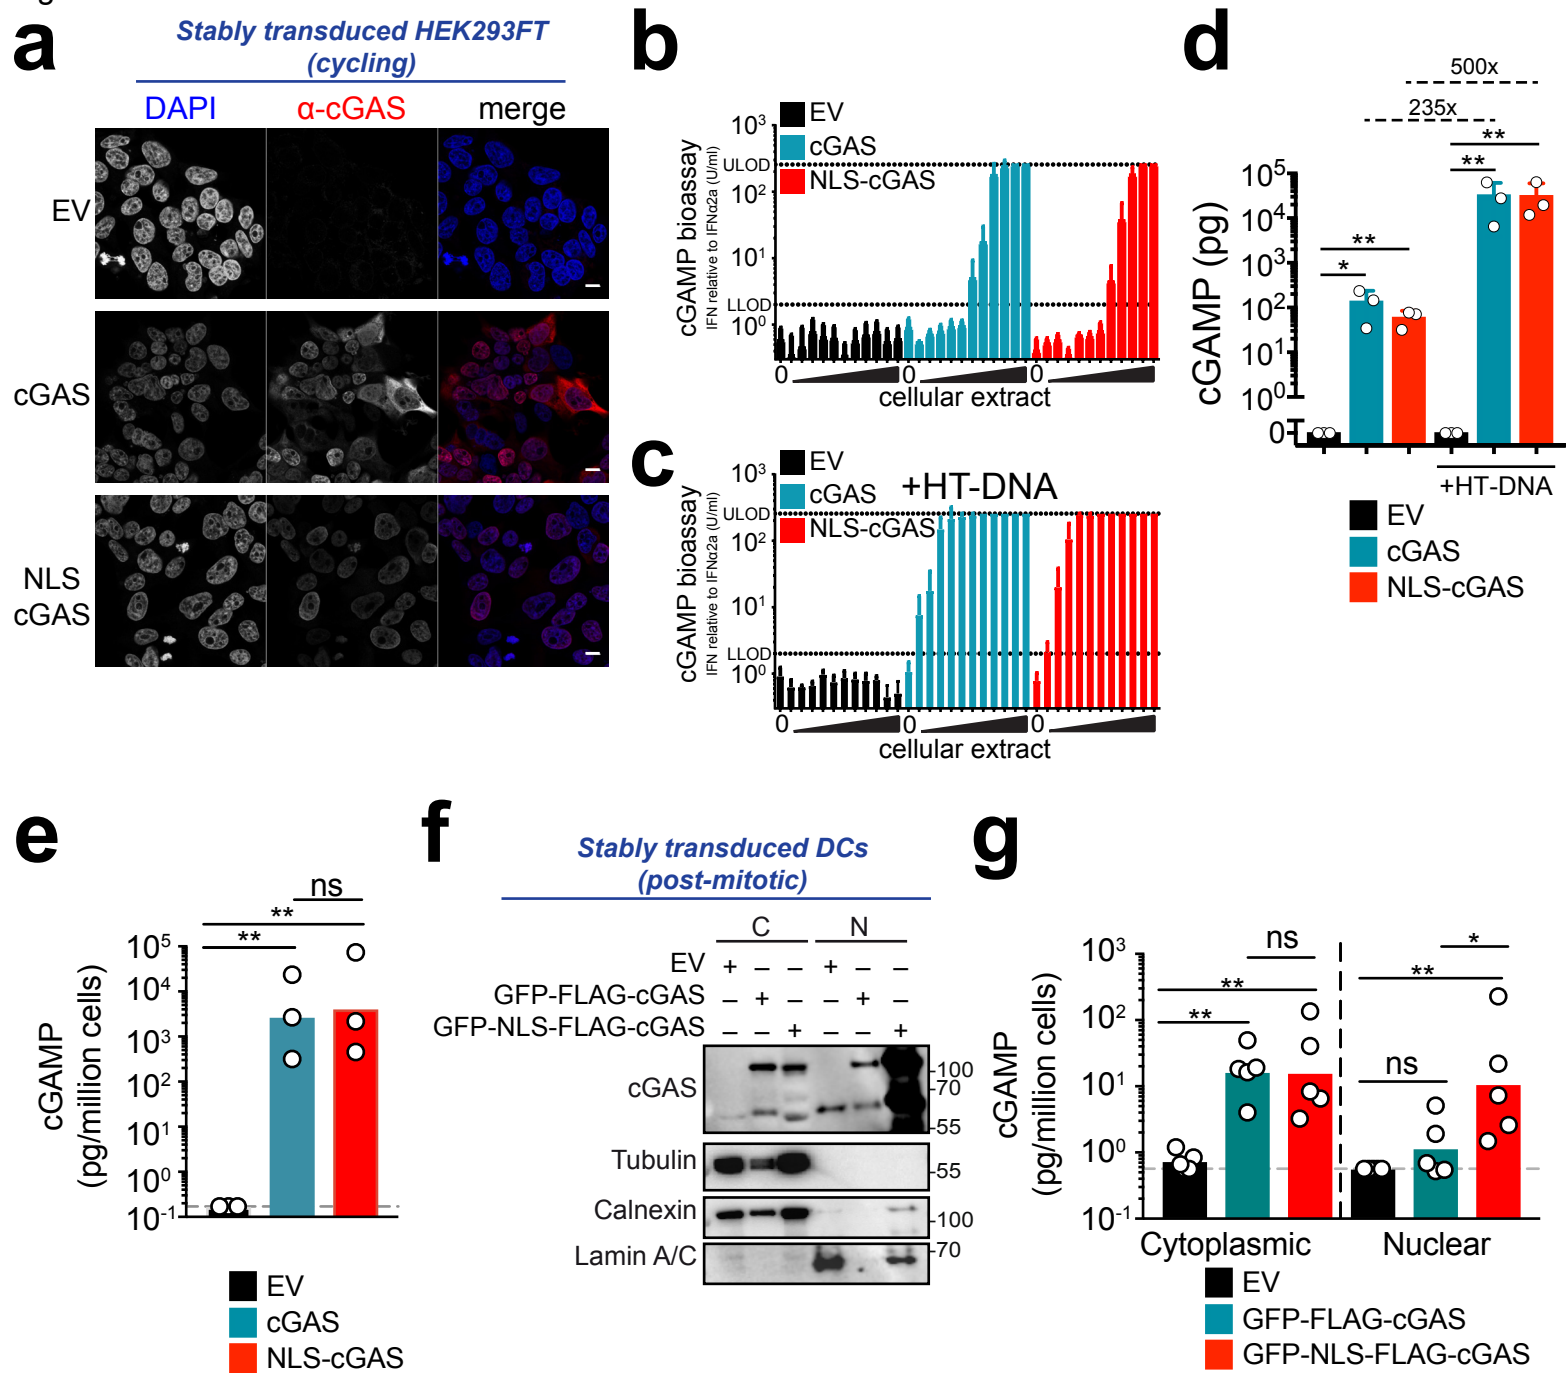 a
Stably transduced HEK293FT
(cycling)
DAPI
α-cGAS
merge
EV
cGAS
NLS
cGAS
b
EV
cGAS
NLS-cGAS
cGAMP bioassay
IFN relative to IFNα2a (U/ml)
10³
ULOD
10²
10¹
LLOD
10⁰
0
0
0
cellular extract
c
EV
cGAS
NLS-cGAS
+HT-DNA
cGAMP bioassay
IFN relative to IFNα2a (U/ml)
10³
ULOD
10²
10¹
LLOD
10⁰
0
0
0
cellular extract
d
500x
235x
**
**
**
*
cGAMP (pg)
10⁵
10⁴
10³
10²
10¹
10⁰
0
+HT-DNA
EV
cGAS
NLS-cGAS
e
ns
**
**
cGAMP
(pg/million cells)
10⁵
10⁴
10³
10²
10¹
10⁰
10⁻¹
EV
cGAS
NLS-cGAS
f
Stably transduced DCs
(post-mitotic)
C N
EV + – – + – –
GFP-FLAG-cGAS – + – – + –
GFP-NLS-FLAG-cGAS – – + – – +
cGAS
-100
-70
-55
Tubulin
-55
Calnexin
-100
Lamin A/C
-70
g
ns
*
**
**
**
ns
cGAMP
(pg/million cells)
10³
10²
10¹
10⁰
10⁻¹
Cytoplasmic
Nuclear
EV
GFP-FLAG-cGAS
GFP-NLS-FLAG-cGAS